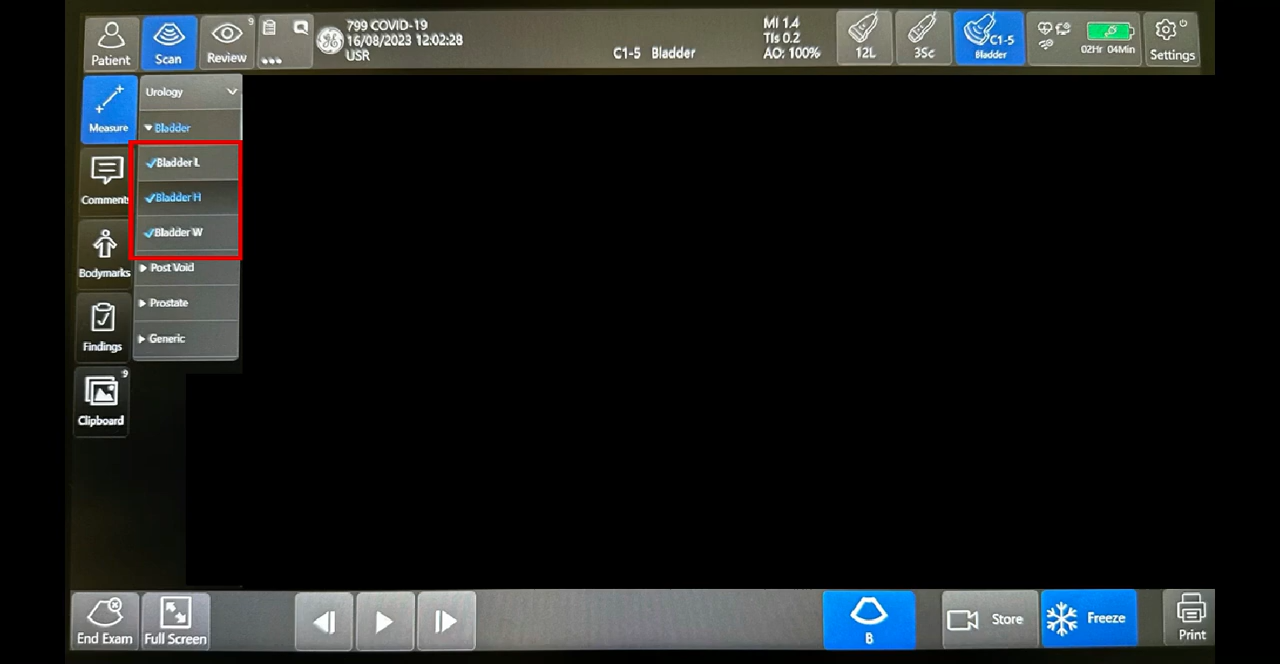 Patient
Scan
9
Review
799 COVID-19
16/08/2023 12:02:28
USR
C1-5 Bladder
MI 1.4
TIs 0.2
AO: 100%
12L
3Sc
C1-5
Bladder
02Hr 04Min
Settings
Measure
Urology
Bladder
Bladder L
Comment
Bladder H
Bladder W
Bodymarks
Post Void
Prostate
Findings
Generic
9
Clipboard
End Exam
Full Screen
B
Store
Freeze
Print